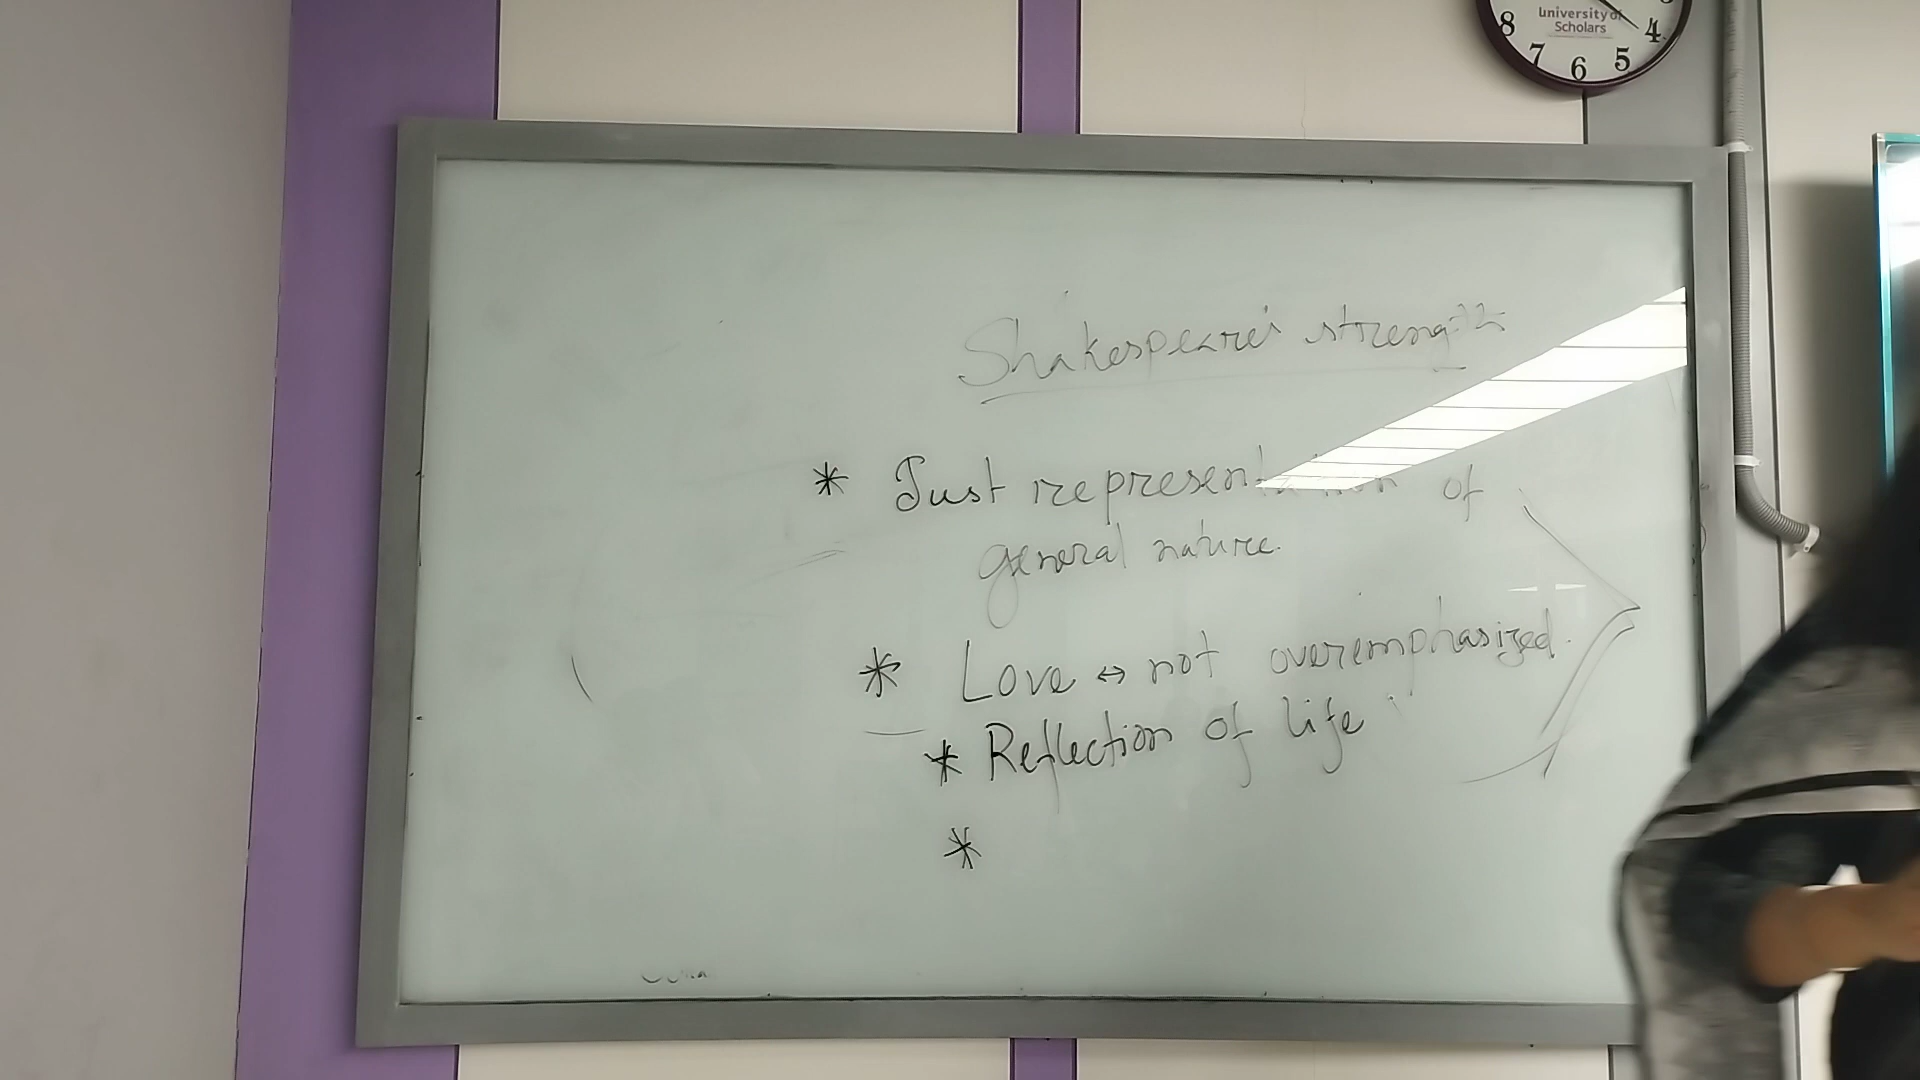 University of
Scholars
8 7 6 5 4
Shakespeare's strength
* Just representation of
general nature.
* Love ↔ not overemphasized.
* Reflection of life
*